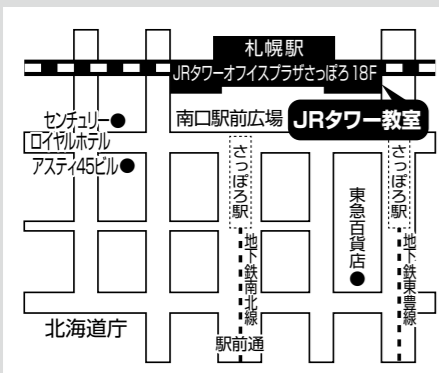 札幌駅
JRタワーオフィスプラザさっぽろ18F
センチュリー●
ロイヤルホテル
アスティ45ビル●
南口駅前広場
JRタワー教室
さっぽろ駅
さっぽろ駅
東急百貨店●
地下鉄南北線
地下鉄東豊線
北海道庁
駅前通